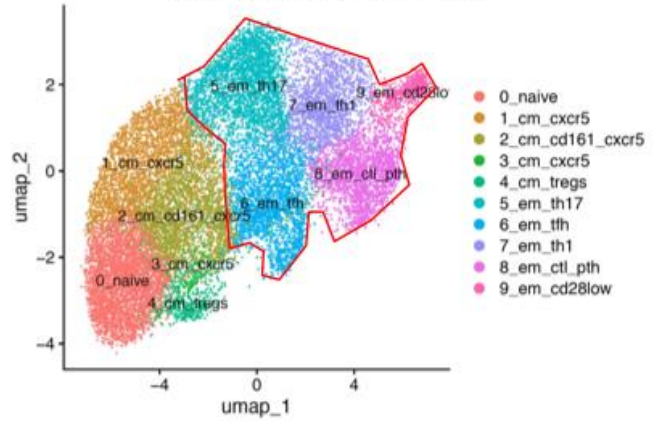 2
0
−2
−4
umap_2
5_em_th17
9_em_cd28lo
7_em_th1
1_cm_cxcr5
8_em_ctl_pth
6_em_tfh
2_cm_cd161_cxcr5
3_cm_cxcr5
0_naive
4_cm_tregs
−4
0
4
umap_1
0_naive
1_cm_cxcr5
2_cm_cd161_cxcr5
3_cm_cxcr5
4_cm_tregs
5_em_th17
6_em_tfh
7_em_th1
8_em_ctl_pth
9_em_cd28low